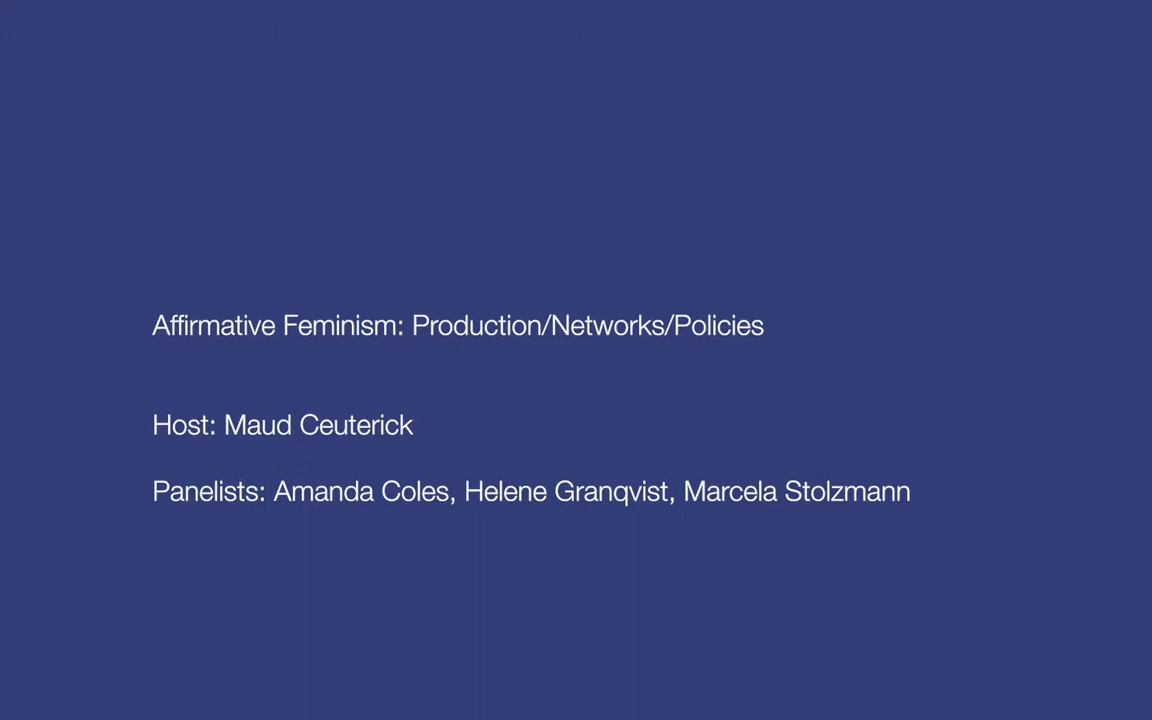 Affirmative Feminism: Production/Networks/Policies
Host: Maud Ceuterick
Panelists: Amanda Coles, Helene Granqvist, Marcela Stolzmann